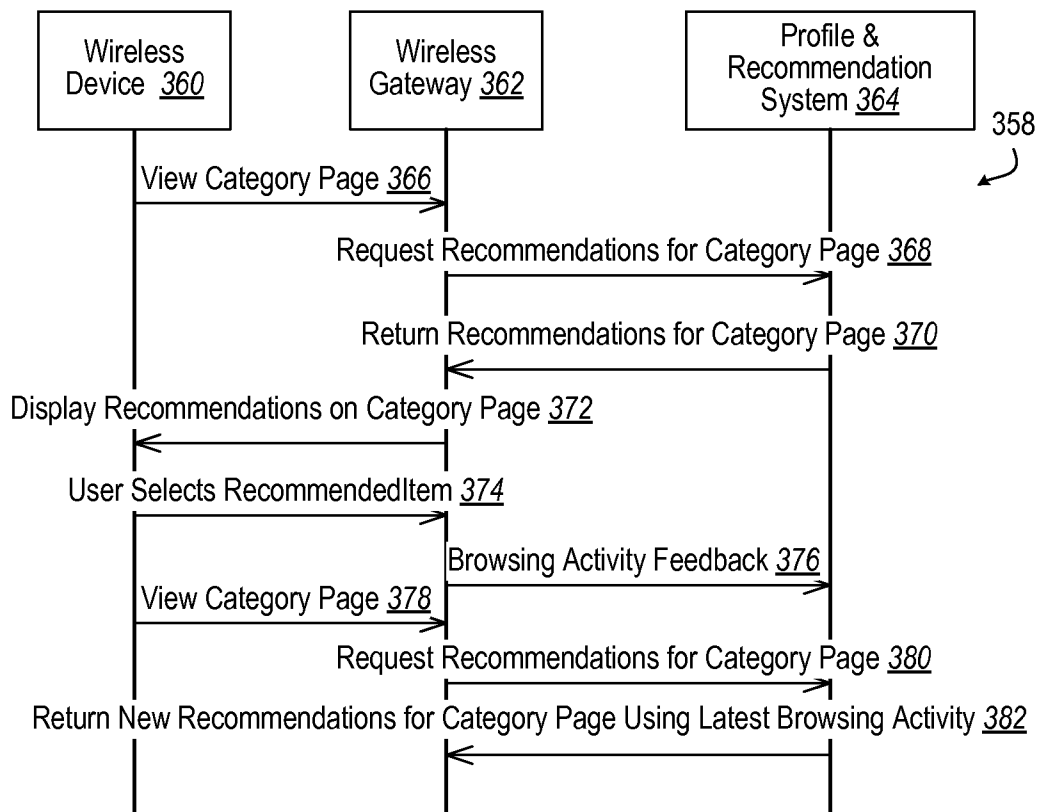 Wireless
Device 360
Wireless
Gateway 362
Profile &
Recommendation
System 364
358
View Category Page 366
Request Recommendations for Category Page 368
Return Recommendations for Category Page 370
Display Recommendations on Category Page 372
User Selects RecommendedItem 374
Browsing Activity Feedback 376
View Category Page 378
Request Recommendations for Category Page 380
Return New Recommendations for Category Page Using Latest Browsing Activity 382